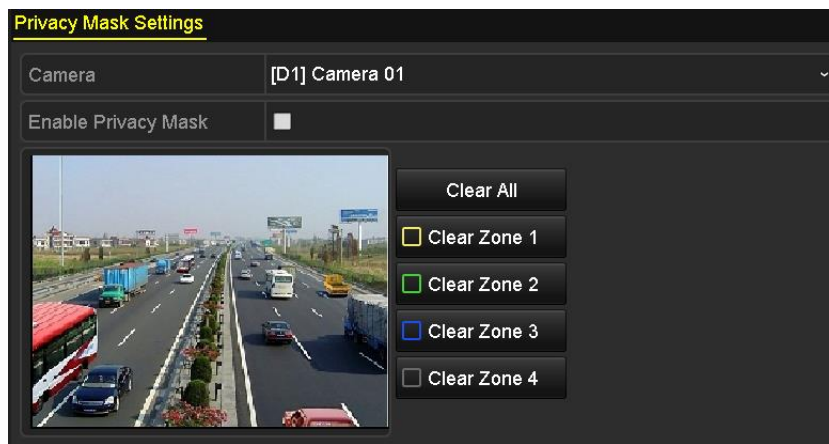 Privacy Mask Settings
Camera [D1] Camera 01
Enable Privacy Mask
Clear All
Clear Zone 1
Clear Zone 2
Clear Zone 3
Clear Zone 4